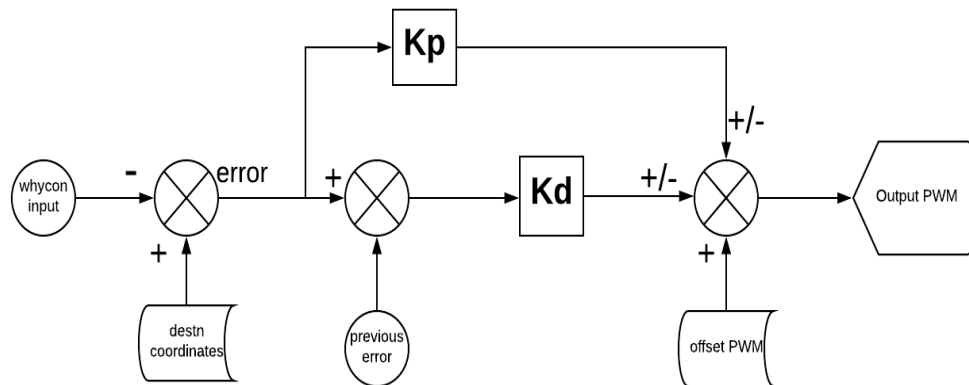 Kp
+/-
whycon
input
-
error
+
+
Kd
+/-
+
Output PWM
destn
coordinates
previous
error
offset PWM